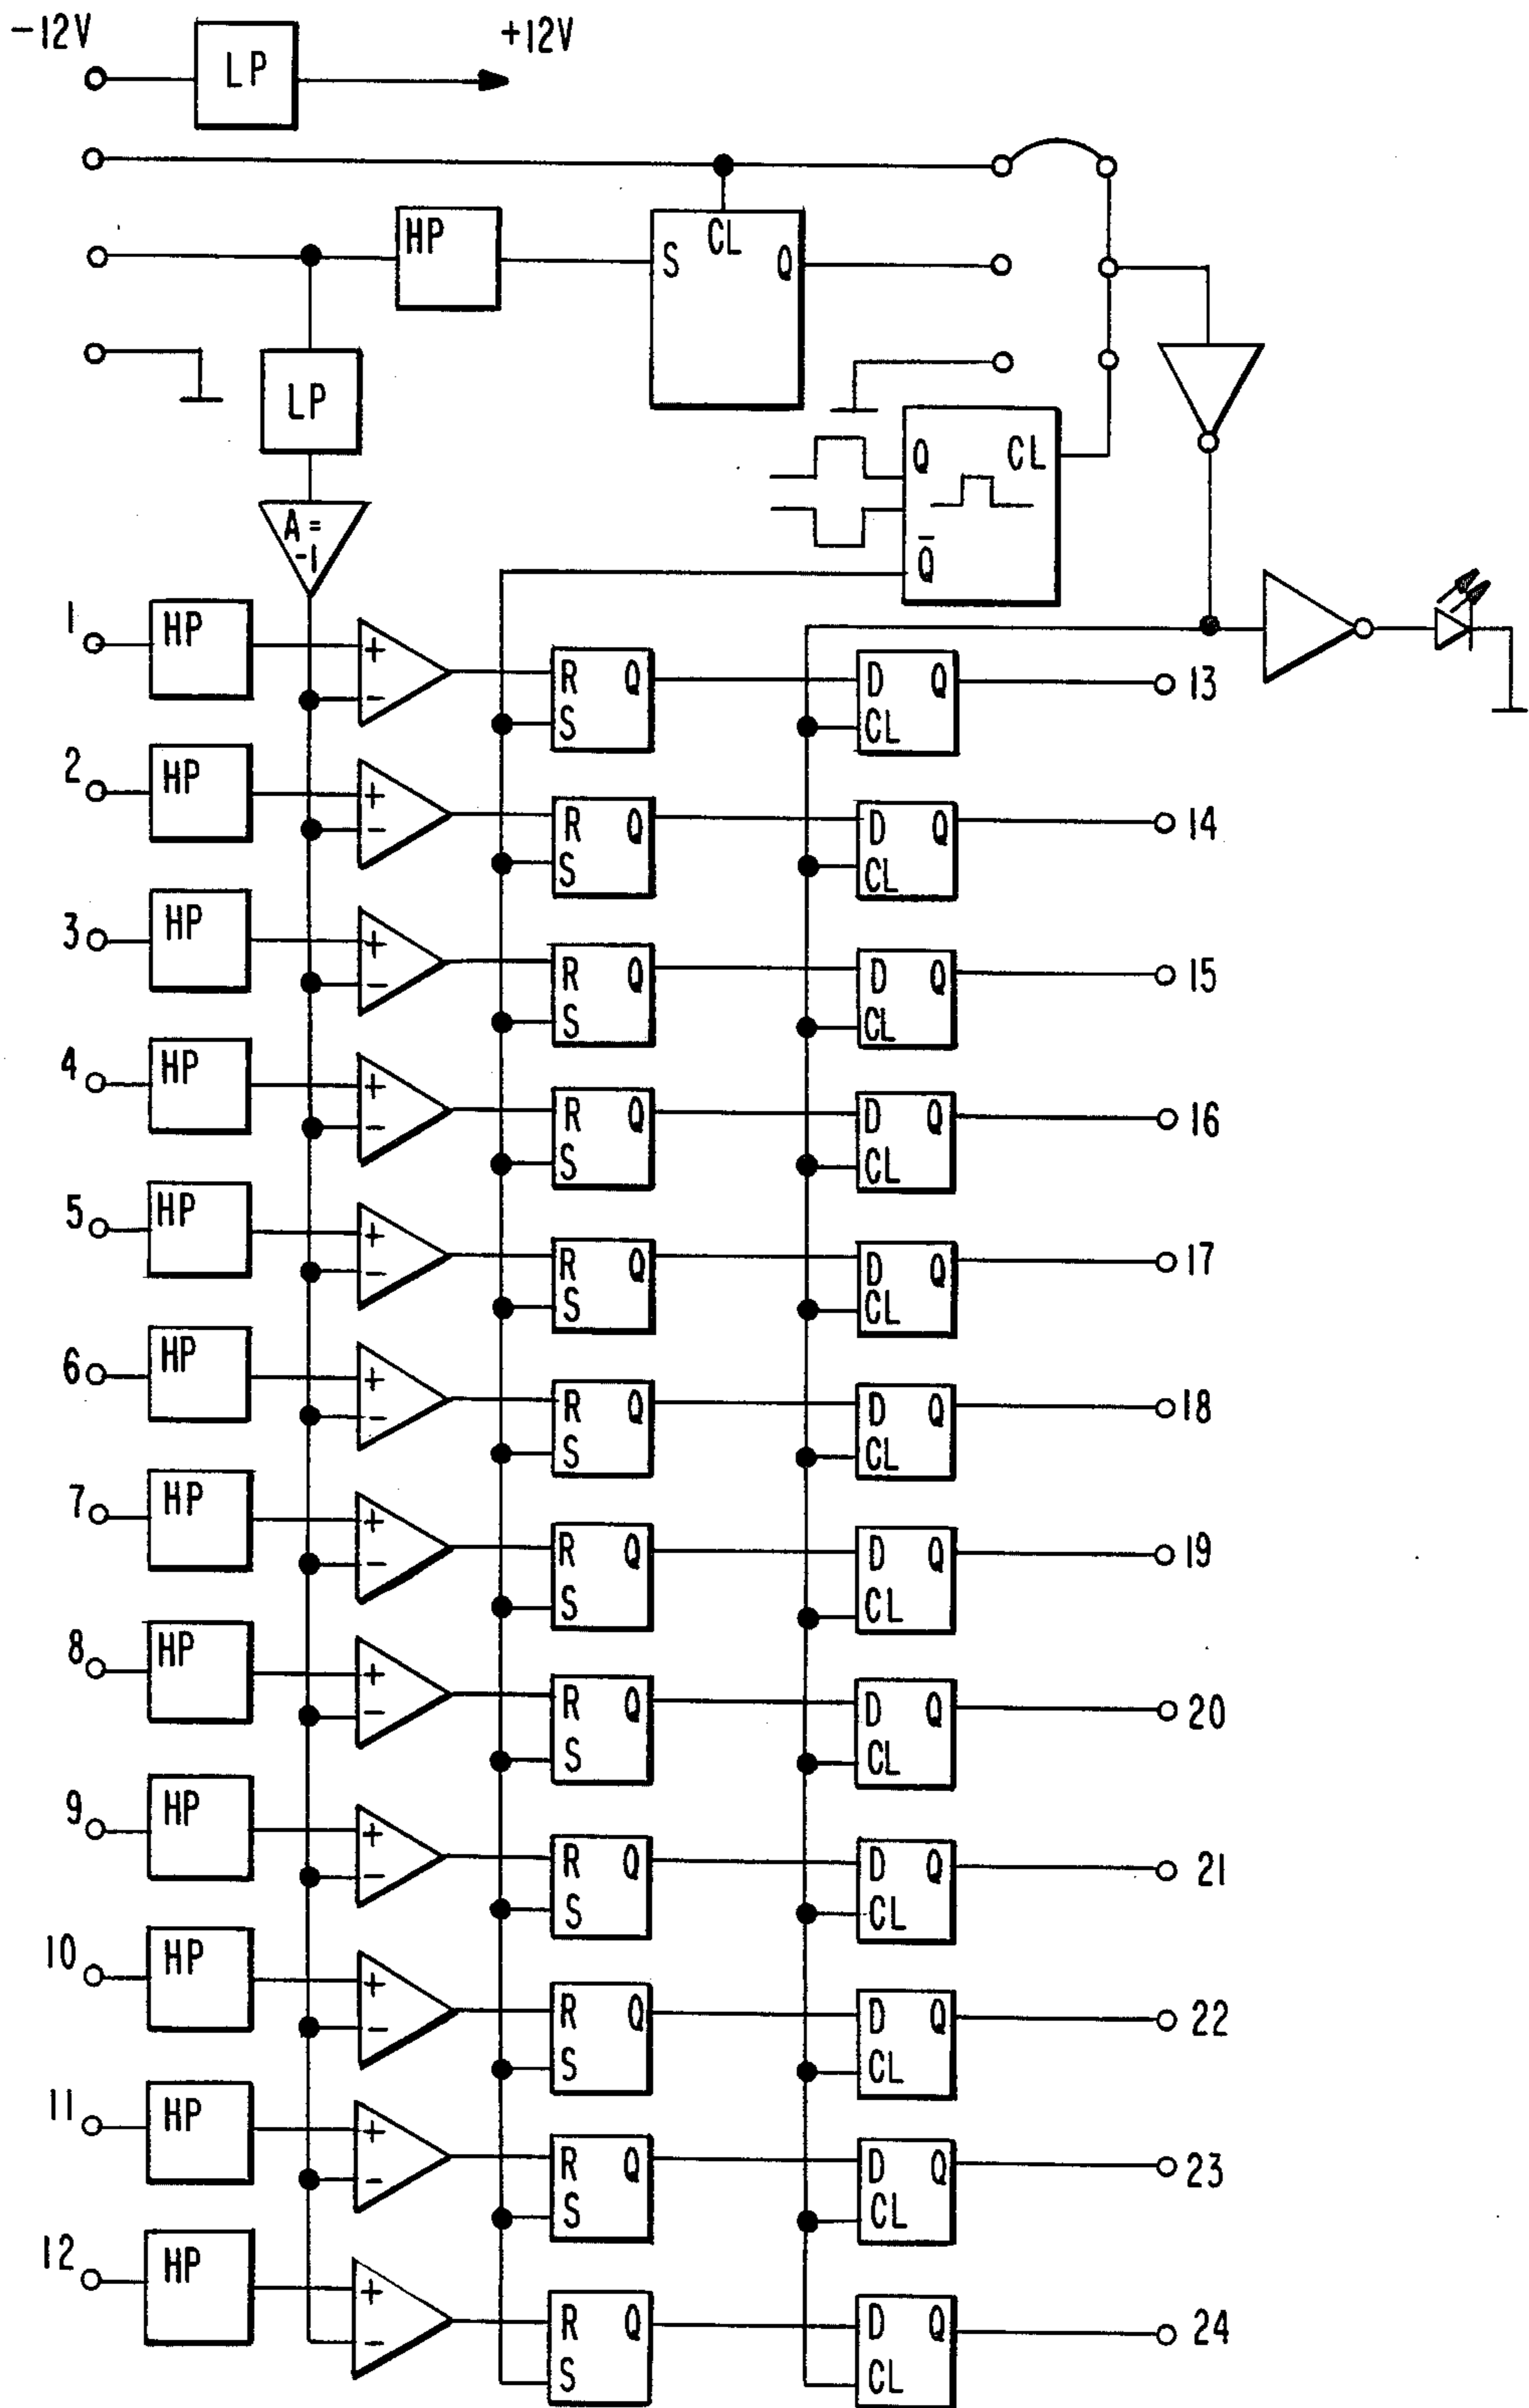 -12V
+12V
LP
HP
S CL Q
LP
A =
-1
Q CL
Q̅
1 HP + - R Q S D Q CL 13
2 HP + - R Q S D Q CL 14
3 HP + - R Q S D Q CL 15
4 HP + - R Q S D Q CL 16
5 HP + - R Q S D Q CL 17
6 HP + - R Q S D Q CL 18
7 HP + - R Q S D Q CL 19
8 HP + - R Q S D Q CL 20
9 HP + - R Q S D Q CL 21
10 HP + - R Q S D Q CL 22
11 HP + - R Q S D Q CL 23
12 HP + - R Q S D Q CL 24